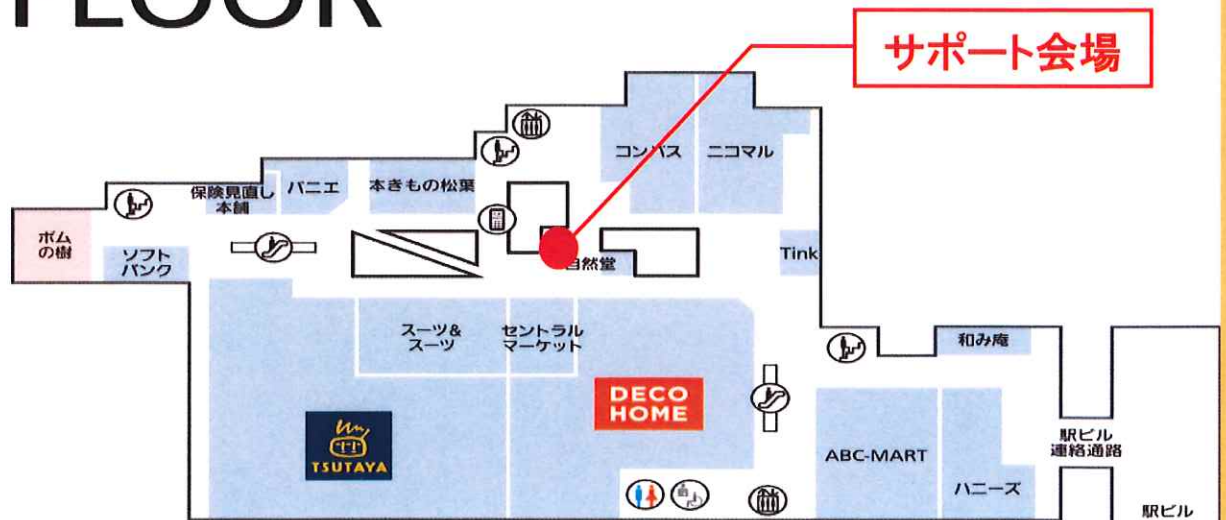 FLOOR
サポート会場
コンパス
ニコマル
保険見直し
本舗
パニエ
本きもの松葉
ポム
の樹
ソフト
バンク
自然堂
Tink
スーツ&
スーツ
セントラル
マーケット
和み庵
DECO
HOME
TSUTAYA
ABC-MART
ハニーズ
駅ビル
連絡通路
駅ビル